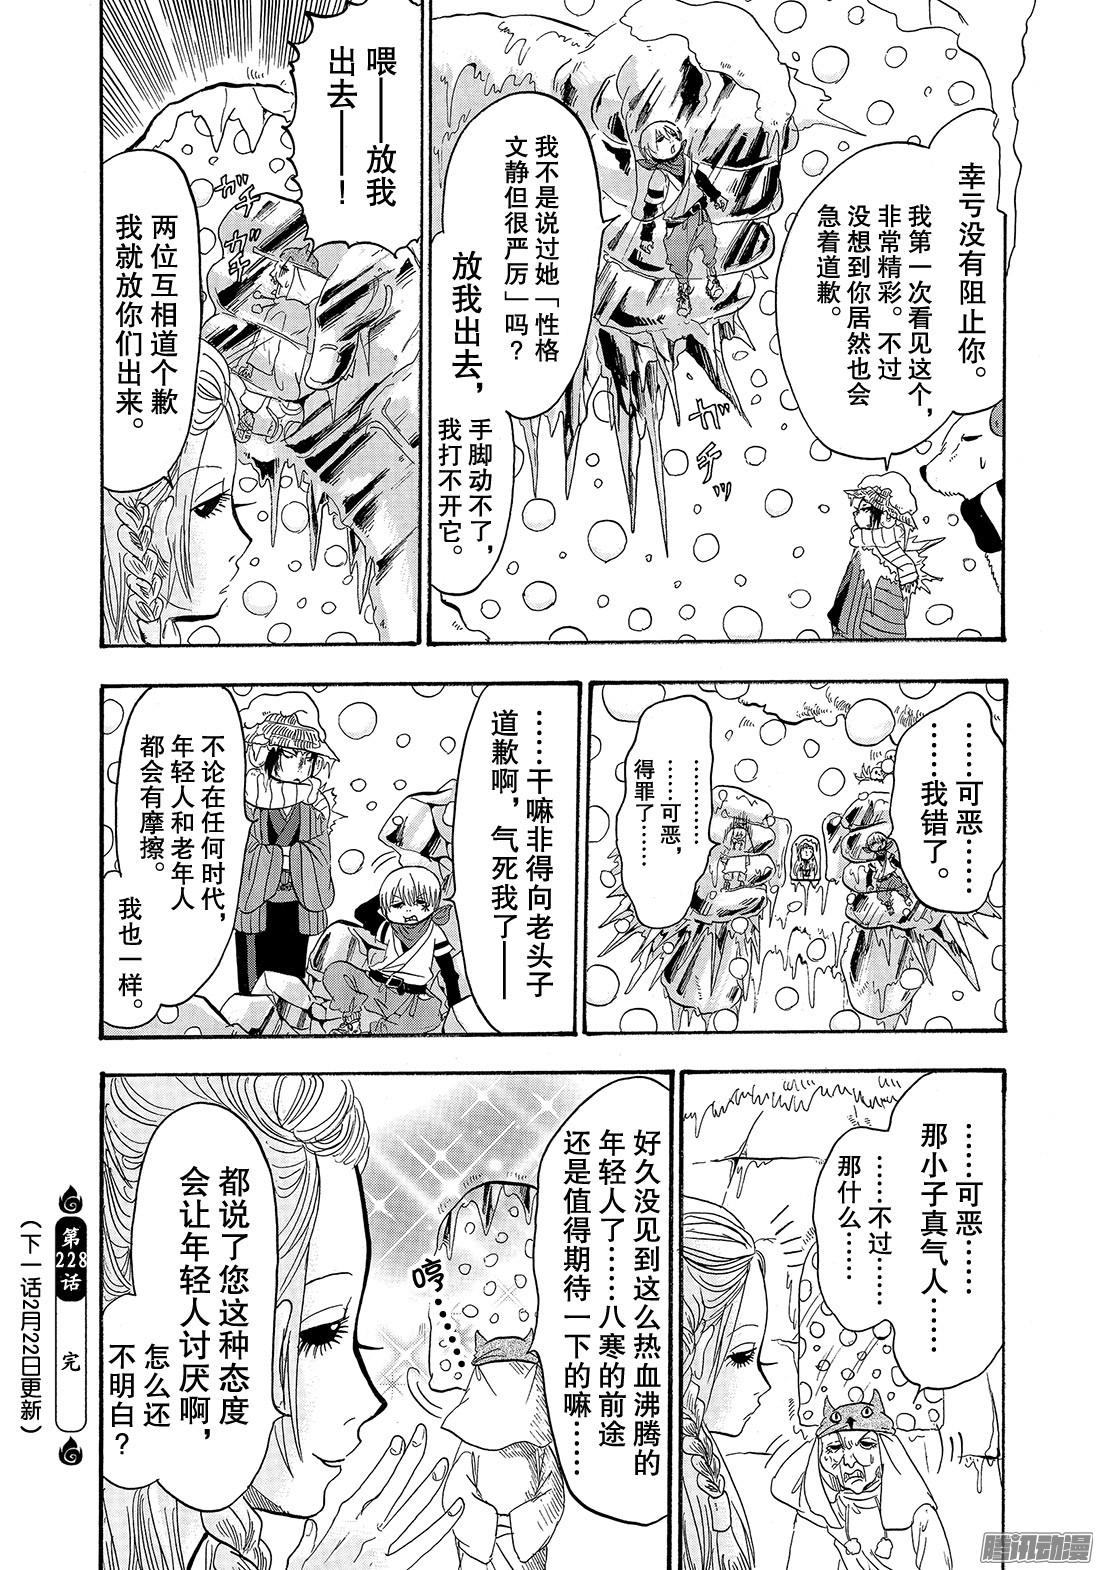 幸亏没有阻止你。
我第一次看见这个，
非常精彩。不过
没想到你居然也会
急着道歉。
我不是说过她「性格
文静但很严厉」吗？
放我出去，
手脚动不了，
我打不开它。
ガチッ
喂——放我
出去——！
ガチ
ガチ
两位互相道个歉
我就放你们出来。
……可恶……
……我错了。
………可恶，
得罪了……
……干嘛非得向老头子
道歉啊，气死我了——
不论在任何时代，
年轻人和老年人
都会有摩擦。
我也一样。
……可恶……
那小子真气人……
……不过……
那什么……
好久没见到这么热血沸腾的
年轻人了……八寒的前途
还是值得期待一下的嘛……
哼……
都说了您这种态度
会让年轻人讨厌啊，
怎么还
不明白？
第228话
完
（下一话2月22日更新）
腾讯动漫